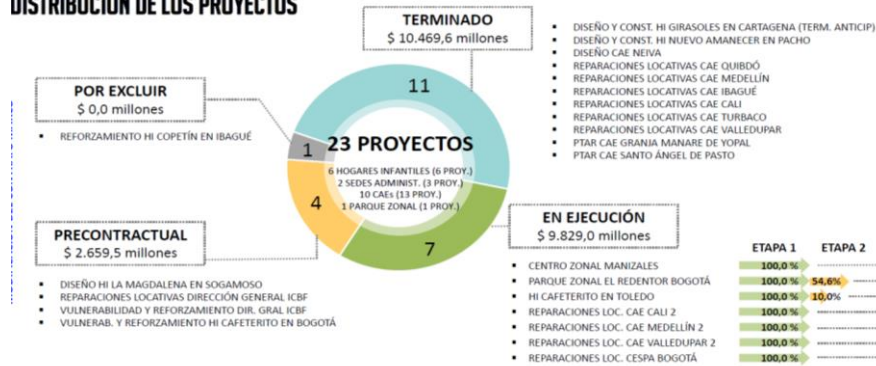 DISTRIBUCIÓN DE LOS PROYECTOS
TERMINADO
$ 10.469,6 millones
▪ DISEÑO Y CONST. HI GIRASOLES EN CARTAGENA (TERM. ANTICIP)
▪ DISEÑO Y CONST. HI NUEVO AMANECER EN PACHO
▪ DISEÑO CAE NEIVA
▪ REPARACIONES LOCATIVAS CAE QUIBDÓ
▪ REPARACIONES LOCATIVAS CAE MEDELLÍN
▪ REPARACIONES LOCATIVAS CAE IBAGUÉ
▪ REPARACIONES LOCATIVAS CAE CALI
▪ REPARACIONES LOCATIVAS CAE TURBACO
▪ REPARACIONES LOCATIVAS CAE VALLEDUPAR
▪ PTAR CAE GRANJA MANARE DE YOPAL
▪ PTAR CAE SANTO ÁNGEL DE PASTO
POR EXCLUIR
$ 0,0 millones
▪ REFORZAMIENTO HI COPETÍN EN IBAGUÉ
11
1
4
7
23 PROYECTOS
6 HOGARES INFANTILES (6 PROY.)
2 SEDES ADMINIST. (3 PROY.)
10 CAEs (13 PROY.)
1 PARQUE ZONAL (1 PROY.)
PRECONTRACTUAL
$ 2.659,5 millones
▪ DISEÑO HI LA MAGDALENA EN SOGAMOSO
▪ REPARACIONES LOCATIVAS DIRECCIÓN GENERAL ICBF
▪ VULNERABILIDAD Y REFORZAMIENTO DIR. GRAL ICBF
▪ VULNERAB. Y REFORZAMIENTO HI CAFETERITO EN BOGOTÁ
EN EJECUCIÓN
$ 9.829,0 millones
ETAPA 1 ETAPA 2
▪ CENTRO ZONAL MANIZALES 100,0 %
▪ PARQUE ZONAL EL REDENTOR BOGOTÁ 100,0 % 54,6%
▪ HI CAFETERITO EN TOLEDO 100,0 % 10,0%
▪ REPARACIONES LOC. CAE CALI 2 100,0 %
▪ REPARACIONES LOC. CAE MEDELLÍN 2 100,0 %
▪ REPARACIONES LOC. CAE VALLEDUPAR 2 100,0 %
▪ REPARACIONES LOC. CESPA BOGOTÁ 100,0 %